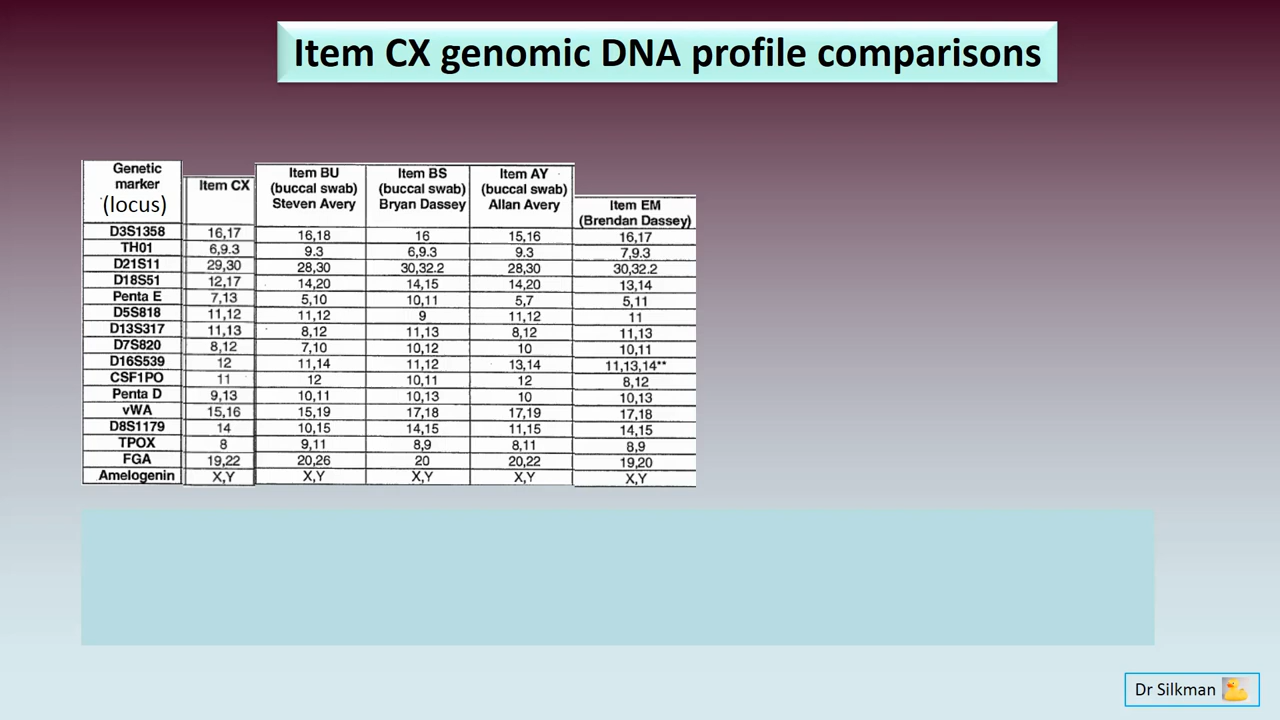 Item CX genomic DNA profile comparisons
Genetic marker (locus) Item CX Item BU (buccal swab) Steven Avery Item BS (buccal swab) Bryan Dassey Item AY (buccal swab) Allan Avery Item EM (Brendan Dassey)
D3S1358 16,17 16,18 16 15,16 16,17
TH01 6,9.3 9.3 6,9.3 9.3 7,9.3
D21S11 29,30 28,30 30,32.2 28,30 30,32.2
D18S51 12,17 14,20 14,15 14,20 13,14
Penta E 7,13 5,10 10,11 5,7 5,11
D5S818 11,12 11,12 9 11,12 11
D13S317 11,13 8,12 11,13 8,12 11,13
D7S820 8,12 7,10 10,12 10 10,11
D16S539 12 11,14 11,12 13,14 11,13,14**
CSF1PO 11 12 10,11 12 8,12
Penta D 9,13 10,11 10,13 10 10,13
vWA 15,16 15,19 17,18 17,19 17,18
D8S1179 14 10,15 14,15 11,15 14,15
TPOX 8 9,11 8,9 8,11 8,9
FGA 19,22 20,26 20 20,22 19,20
Amelogenin X,Y X,Y X,Y X,Y X,Y
Dr Silkman